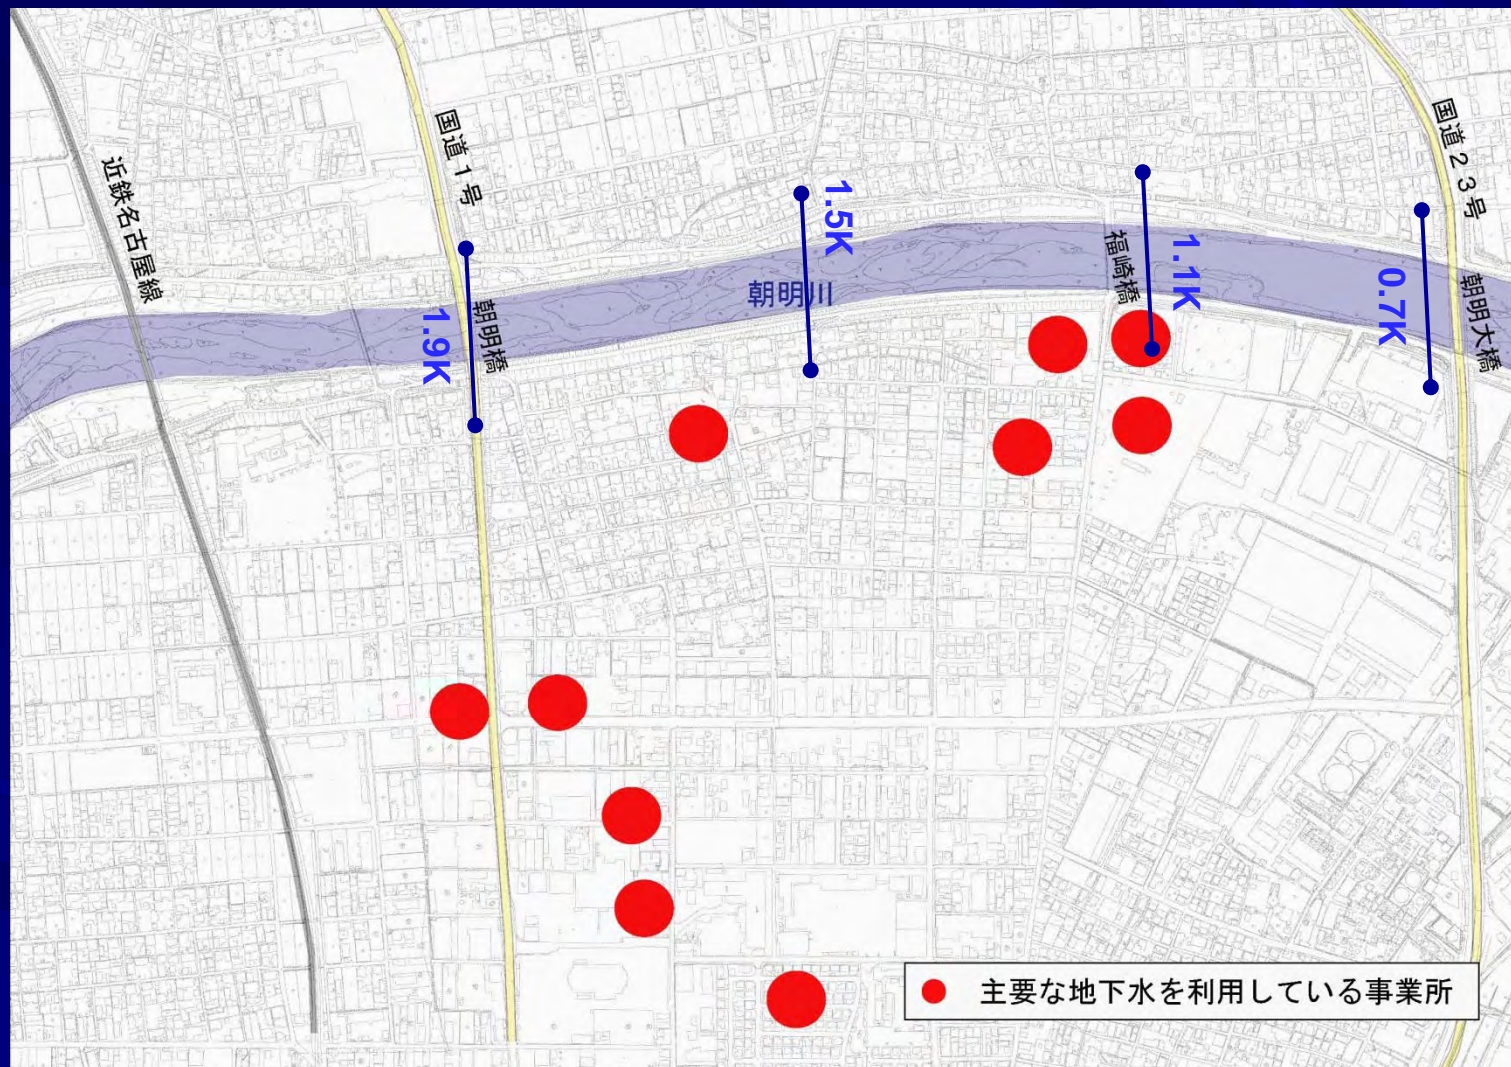 近鉄名古屋線
国道1号
国道23号
1.9K
朝明橋
1.5K
朝明川
福崎橋
1.1K
0.7K
朝明大橋
主要な地下水を利用している事業所